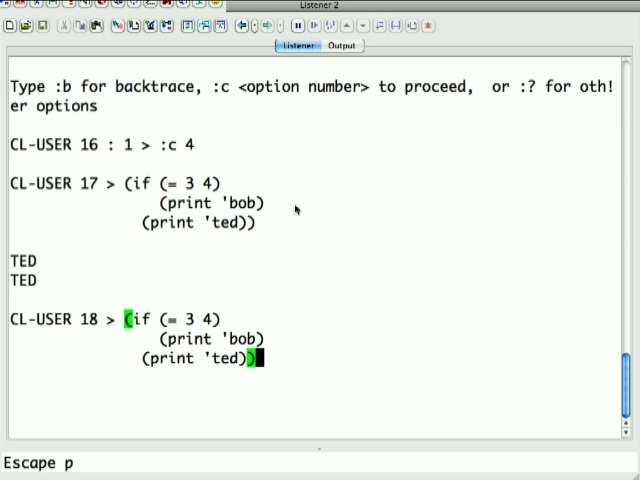 Listener 2
Listener Output
Type :b for backtrace, :c <option number> to proceed, or :? for oth!
er options
CL-USER 16 : 1 > :c 4
CL-USER 17 > (if (= 3 4)
(print 'bob)
(print 'ted))
TED
TED
CL-USER 18 > (if (= 3 4)
(print 'bob)
(print 'ted))
Escape p